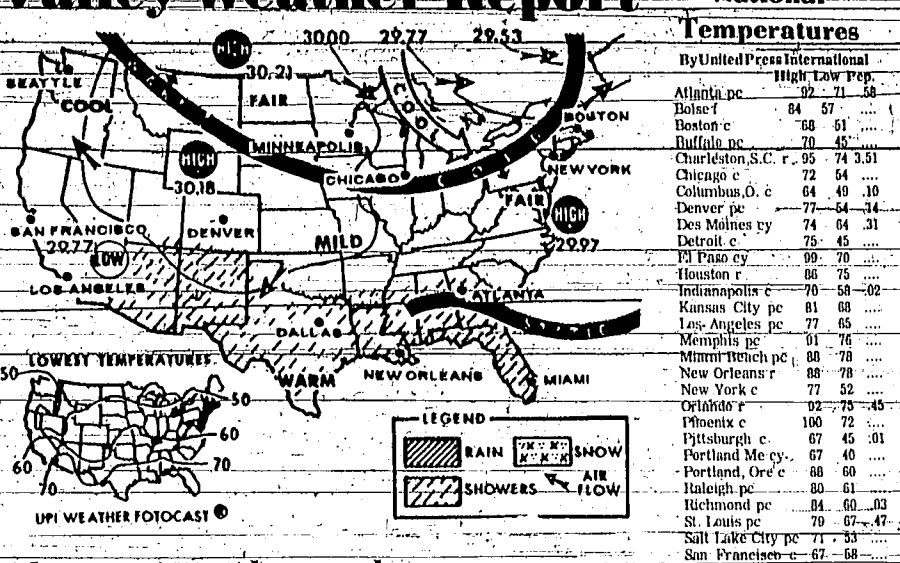 Valley Weather Report
National
Temperatures
By United Press International
High Low Pcp.
Atlanta pc 92 71 .58
Boise f 84 57 ....
Boston c 68 51 ....
Buffalo pc 70 45 ....
Charleston,S.C. r 95 74 3.51
Chicago c 72 54 ....
Columbus,O. c 64 49 .10
Denver pc 77 54 .14
Des Moines cy 74 64 .31
Detroit c 75 45 ....
El Paso cy 99 70 ....
Houston r 86 75 ....
Indianapolis c 70 58 .02
Kansas City pc 81 68 ....
Los Angeles pc 77 65 ....
Memphis pc 91 76 ....
Miami Beach pc 88 78 ....
New Orleans r 88 78 ....
New York c 77 52 ....
Orlando r 92 75 .45
Phoenix c 100 72 ....
Pittsburgh c 67 45 .01
Portland Me cy 67 40 ....
Portland, Ore c 88 60 ....
Raleigh pc 80 61
Richmond pc 84 60 .03
St. Louis pc 79 67 .47
Salt Lake City pc 71 53 ....
San Francisco c 67 58 ....
HIGH
30.21
30.00
29.77
29.53
SEATTLE
COOL
FAIR
COOL
BOSTON
MINNEAPOLIS
HIGH
30.18
CHICAGO
COLD
NEW YORK
FAIR
HIGH
29.97
SAN FRANCISCO
29.77
LOW
DENVER
MILD
LOS ANGELES
ATLANTA
STATIC
DALLAS
WARM
NEW ORLEANS
MIAMI
LOWEST TEMPERATURES
50
50
60
70
60
70
UPI WEATHER FOTOCAST
LEGEND
RAIN
SNOW
SHOWERS
AIR
FLOW